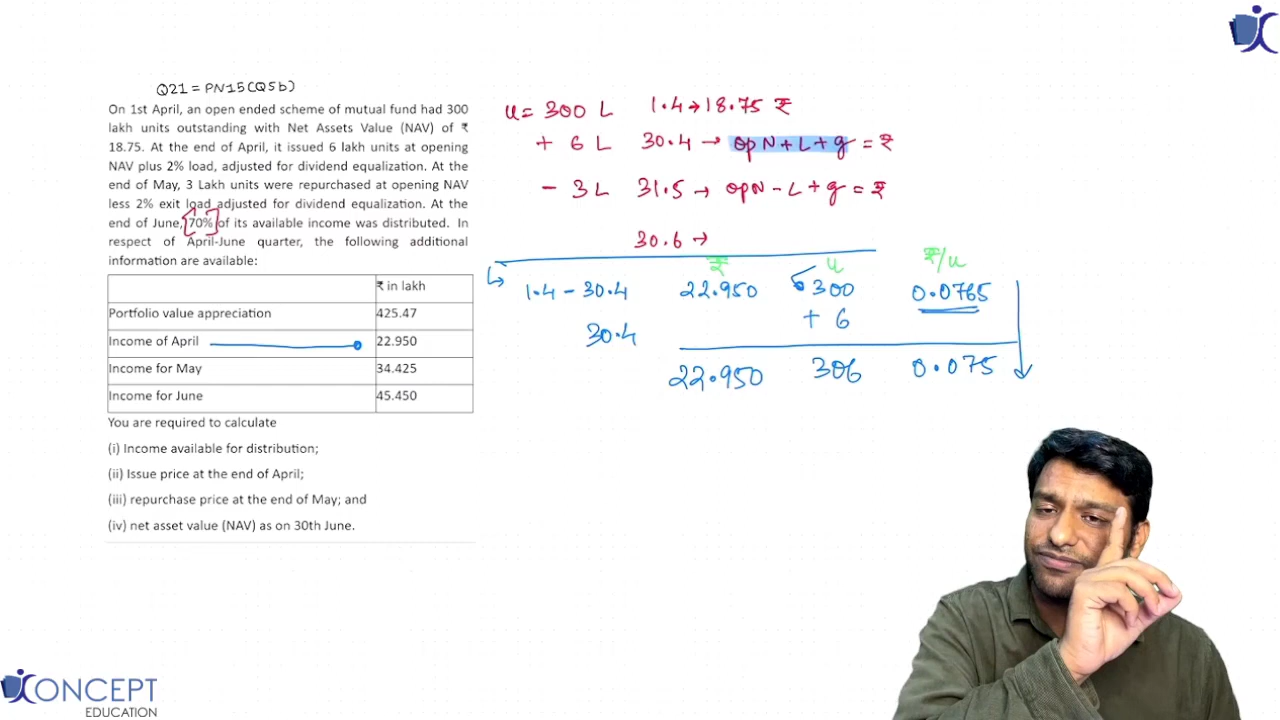 Q21 = PN15(Q5b)
On 1st April, an open ended scheme of mutual fund had 300
lakh units outstanding with Net Assets Value (NAV) of ₹
18.75. At the end of April, it issued 6 lakh units at opening
NAV plus 2% load, adjusted for dividend equalization. At the
end of May, 3 Lakh units were repurchased at opening NAV
less 2% exit load adjusted for dividend equalization. At the
end of June, 70% of its available income was distributed. In
respect of April-June quarter, the following additional
information are available:
₹ in lakh
Portfolio value appreciation 425.47
Income of April 22.950
Income for May 34.425
Income for June 45.450
You are required to calculate
(i) Income available for distribution;
(ii) Issue price at the end of April;
(iii) repurchase price at the end of May; and
(iv) net asset value (NAV) as on 30th June.
u = 300 L 1.4 → 18.75 ₹
+ 6 L 30.4 → opN + L + g = ₹
- 3 L 31.5 → opN - L + g = ₹
30.6 →
₹ u ₹/u
1.4 - 30.4 22.950 300 0.0765
30.4 + 6
22.950 306 0.075
CONCEPT
EDUCATION